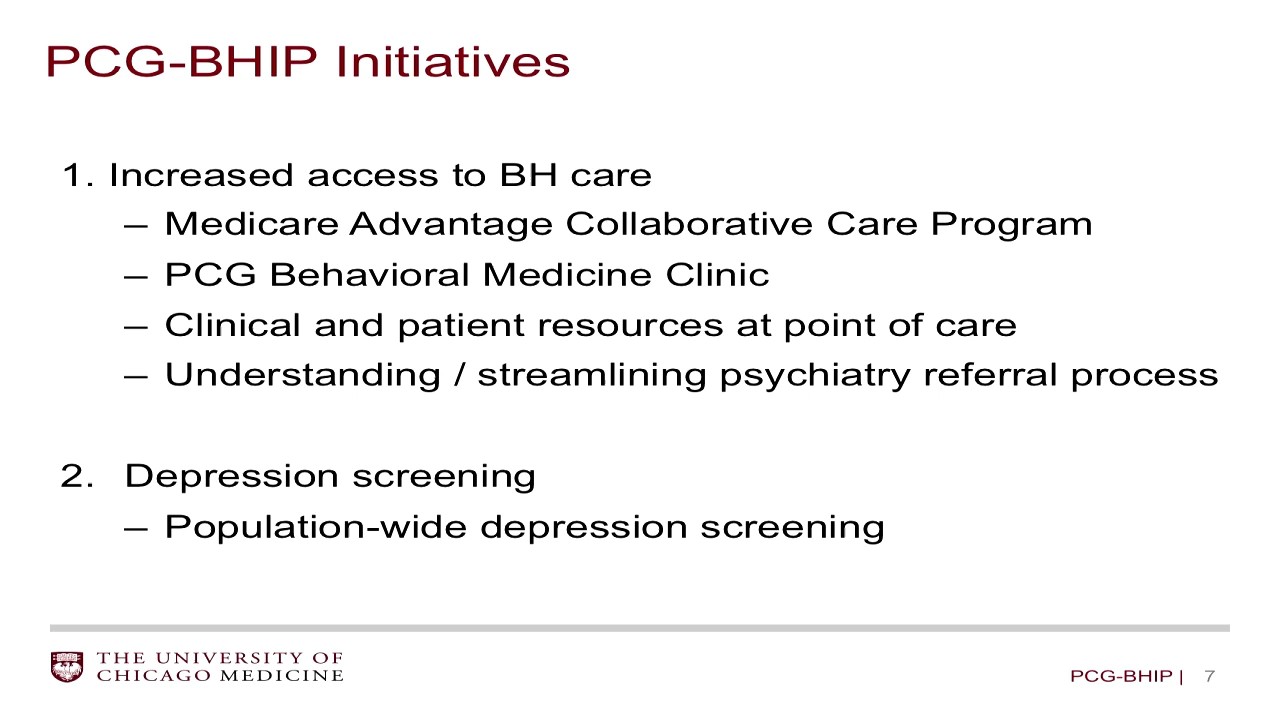 PCG-BHIP Initiatives
1. Increased access to BH care
– Medicare Advantage Collaborative Care Program
– PCG Behavioral Medicine Clinic
– Clinical and patient resources at point of care
– Understanding / streamlining psychiatry referral process
2. Depression screening
– Population-wide depression screening
THE UNIVERSITY OF
CHICAGO MEDICINE
PCG-BHIP | 7